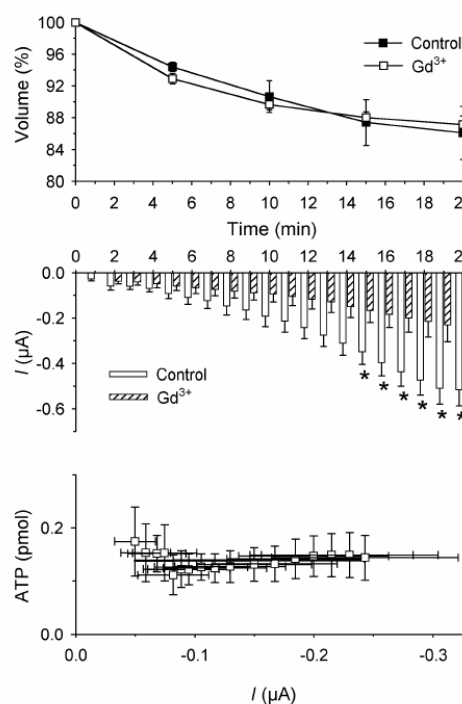 100
96
92
88
84
80
Volume (%)
Control
Gd³⁺
0 2 4 6 8 10 12 14 16 18 20
Time (min)
0 2 4 6 8 10 12 14 16 18 20
0.0
-0.2
-0.4
-0.6
I (µA)
Control
Gd³⁺
* * * * * *
0.2
0.0
ATP (pmol)
0.0 -0.1 -0.2 -0.3
I (µA)